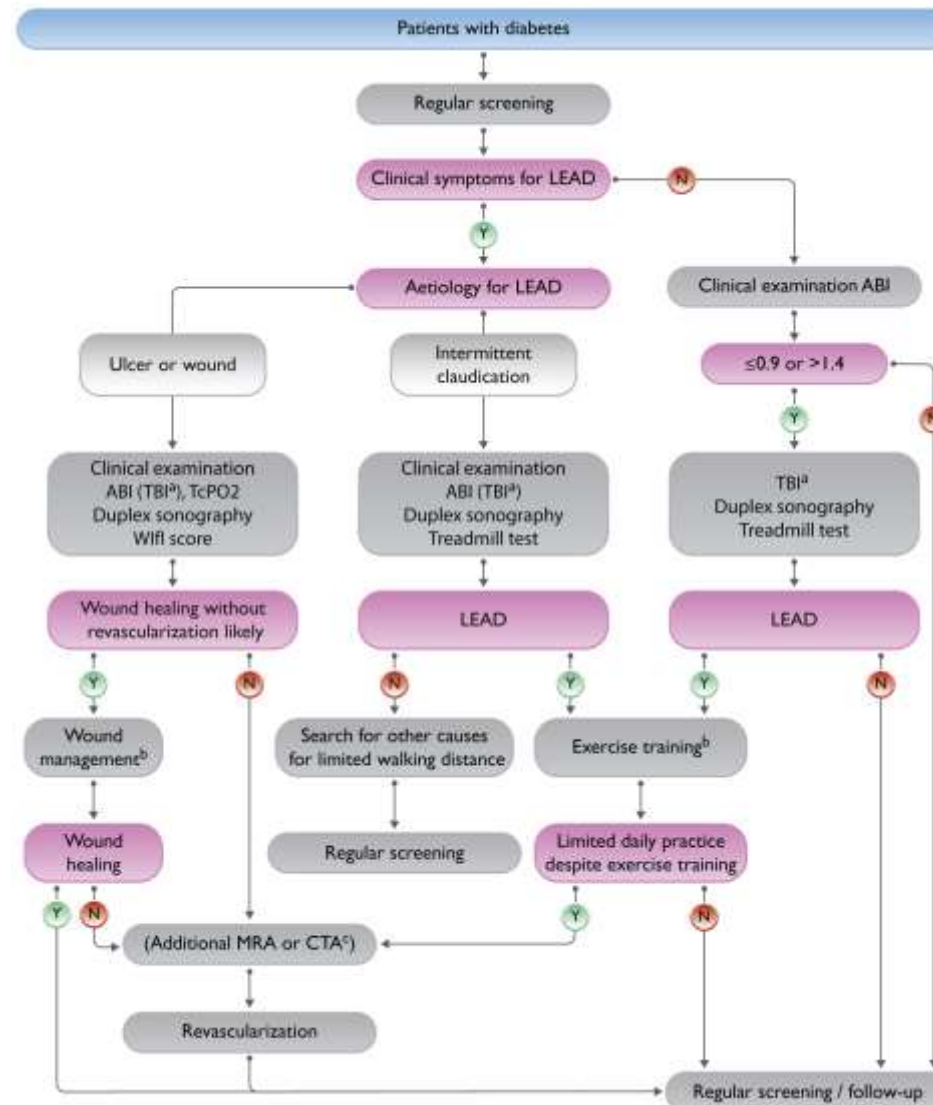 Patients with diabetes
Regular screening
Clinical symptoms for LEAD
N
Y
Aetiology for LEAD
Clinical examination ABI
Ulcer or wound
Intermittent
claudication
≤0.9 or >1.4
Y
N
Clinical examination
ABI (TBIᵃ), TcPO2
Duplex sonography
WIfI score
Clinical examination
ABI (TBIᵃ)
Duplex sonography
Treadmill test
TBIᵃ
Duplex sonography
Treadmill test
Wound healing without
revascularization likely
LEAD
LEAD
Y
N
N
Y
Y
N
Wound
managementᵇ
Search for other causes
for limited walking distance
Exercise trainingᵇ
Wound
healing
Regular screening
Limited daily practice
despite exercise training
Y
N
Y
N
(Additional MRA or CTAᶜ)
Revascularization
Regular screening / follow-up